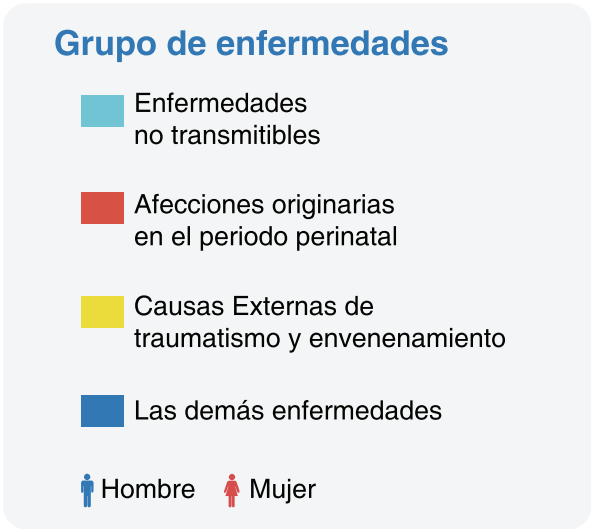 Grupo de enfermedades
Enfermedades
no transmitibles
Afecciones originarias
en el periodo perinatal
Causas Externas de
traumatismo y envenenamiento
Las demás enfermedades
Hombre Mujer